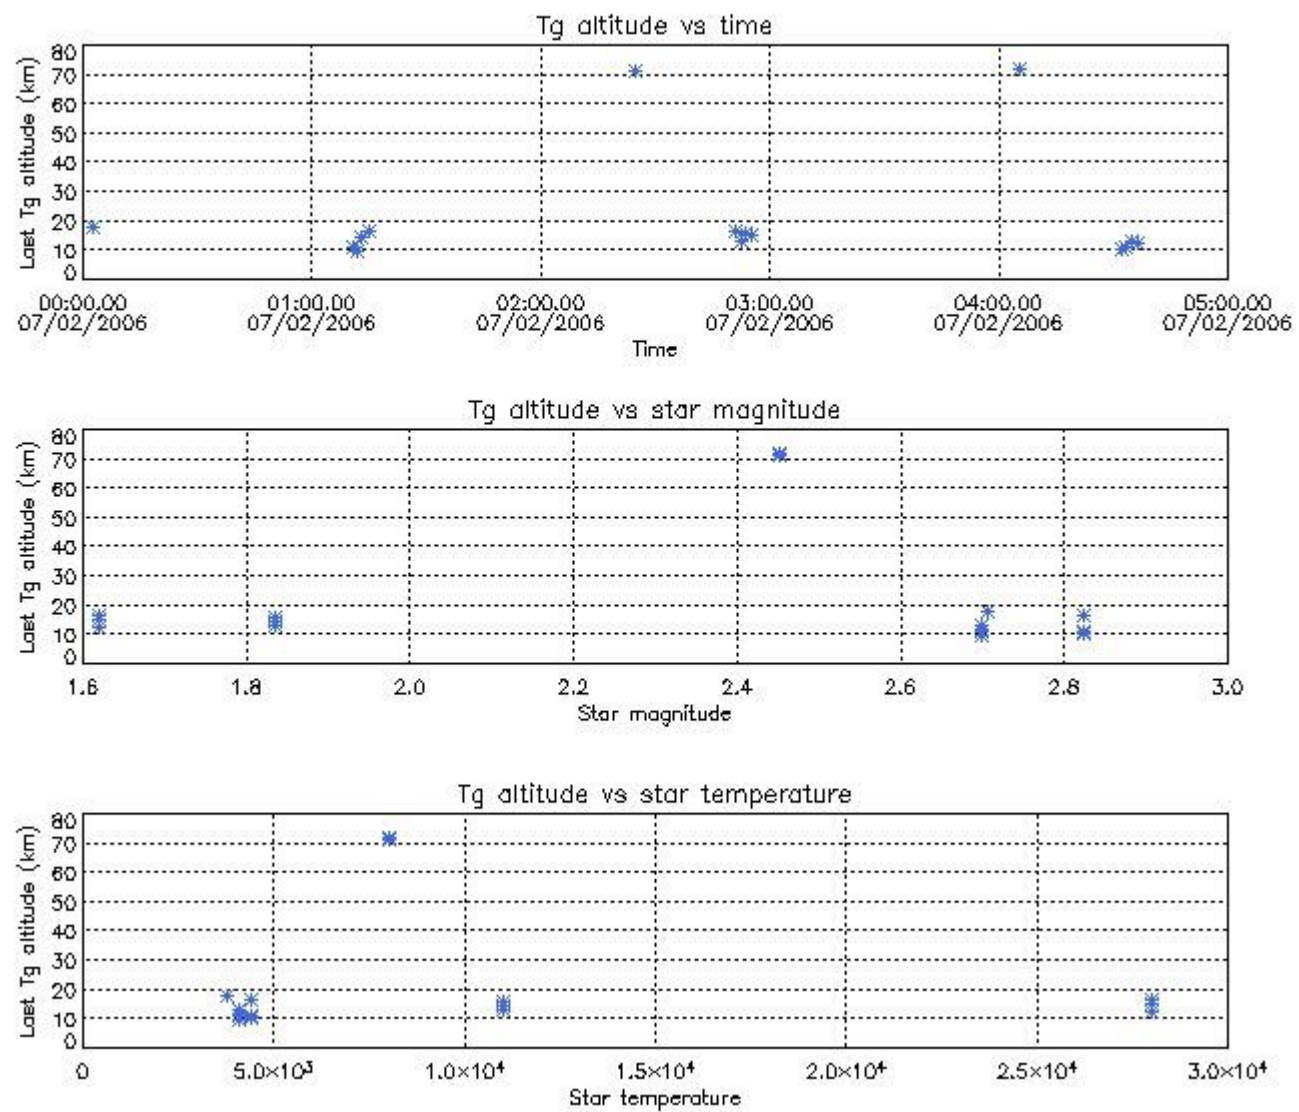 Tg altitude vs time
Last Tg altitude (km)
80
70
60
50
40
30
20
10
0
00:00.00 01:00.00 02:00.00 03:00.00 04:00.00 05:00.00
07/02/2006 07/02/2006 07/02/2006 07/02/2006 07/02/2006 07/02/2006
Time
Tg altitude vs star magnitude
Last Tg altitude (km)
80
70
60
50
40
30
20
10
0
1.6 1.8 2.0 2.2 2.4 2.6 2.8 3.0
Star magnitude
Tg altitude vs star temperature
Last Tg altitude (km)
80
70
60
50
40
30
20
10
0
0 5.0×10³ 1.0×10⁴ 1.5×10⁴ 2.0×10⁴ 2.5×10⁴ 3.0×10⁴
Star temperature